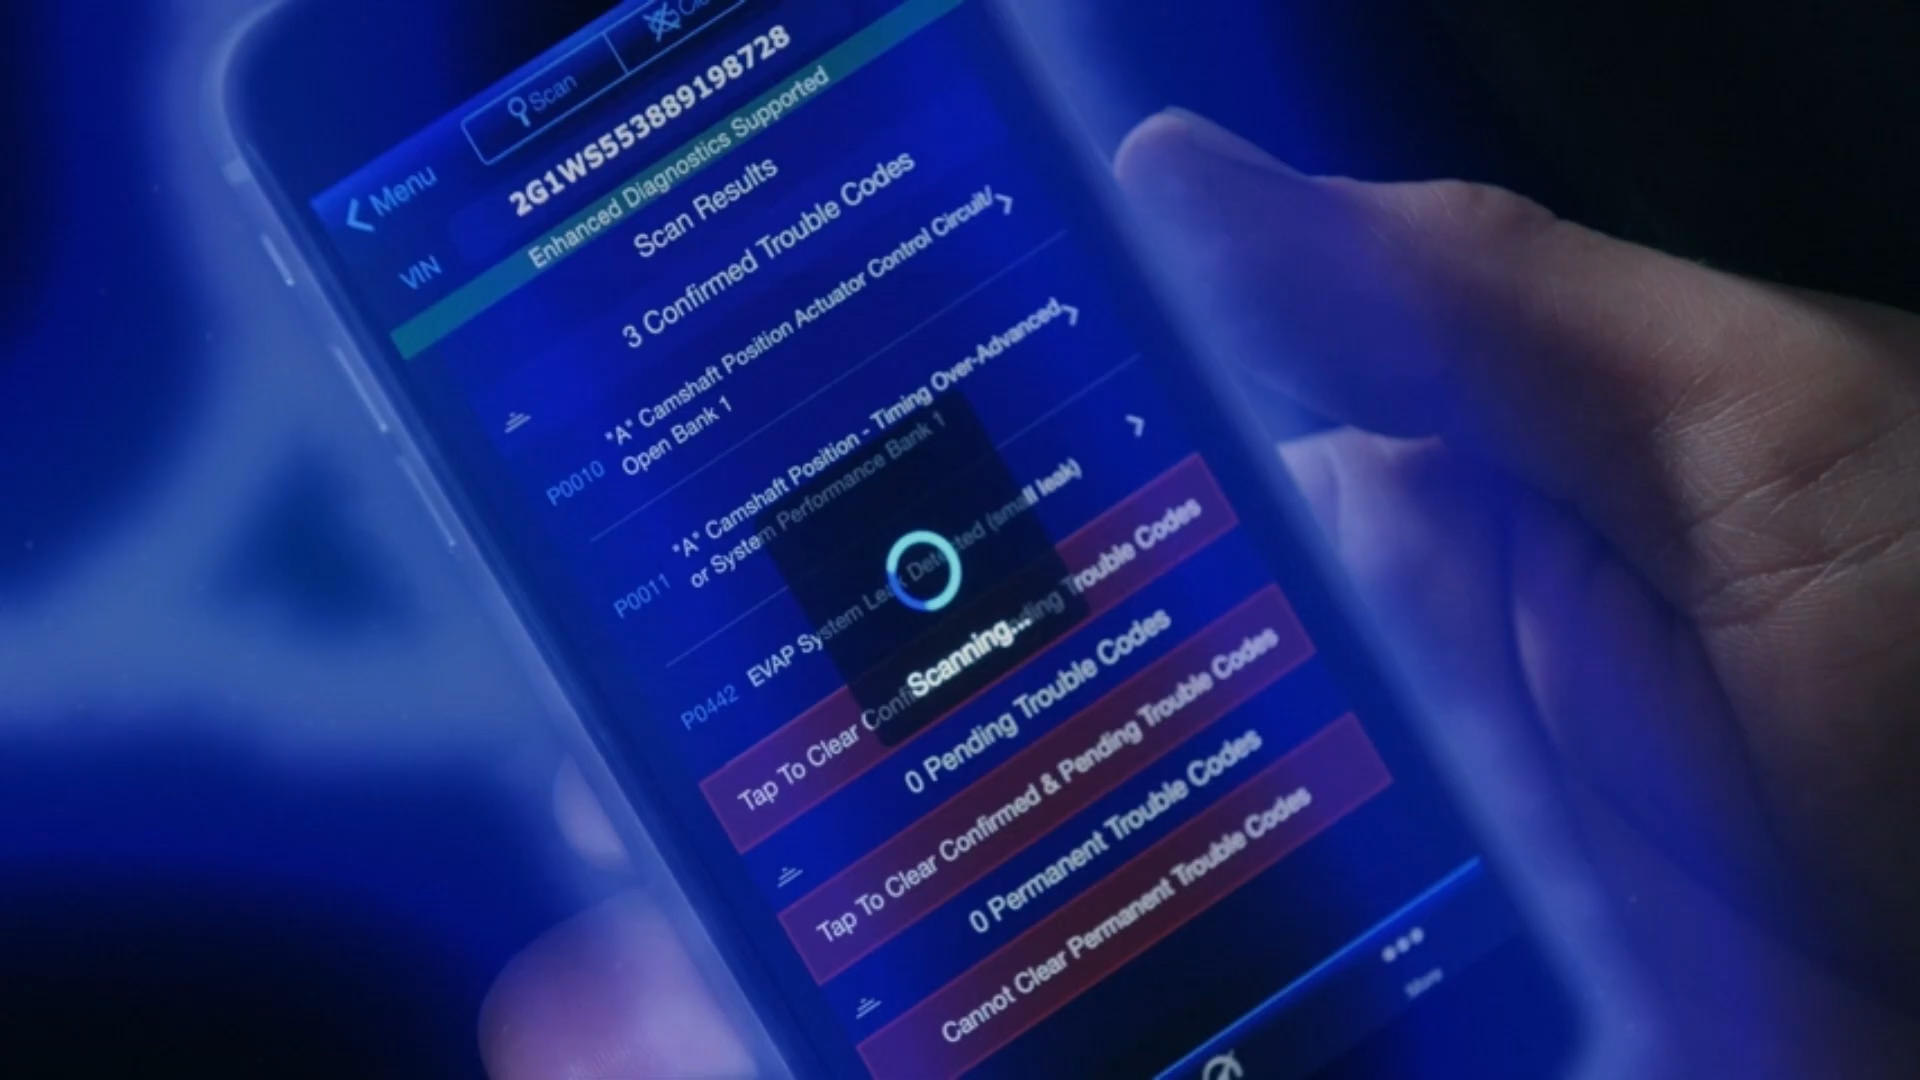 Scan
Menu
VIN
2G1WS553889198728
Enhanced Diagnostics Supported
Scan Results
3 Confirmed Trouble Codes
P0010
"A" Camshaft Position Actuator Control Circuit/
Open Bank 1
P0011
"A" Camshaft Position - Timing Over-Advanced
or System Performance Bank 1
P0442
EVAP System Leak Detected (small leak)
Scanning...
Tap To Clear Trouble Codes
0 Pending Trouble Codes
Tap To Clear Confirmed & Pending Trouble Codes
0 Permanent Trouble Codes
Cannot Clear Permanent Trouble Codes
More